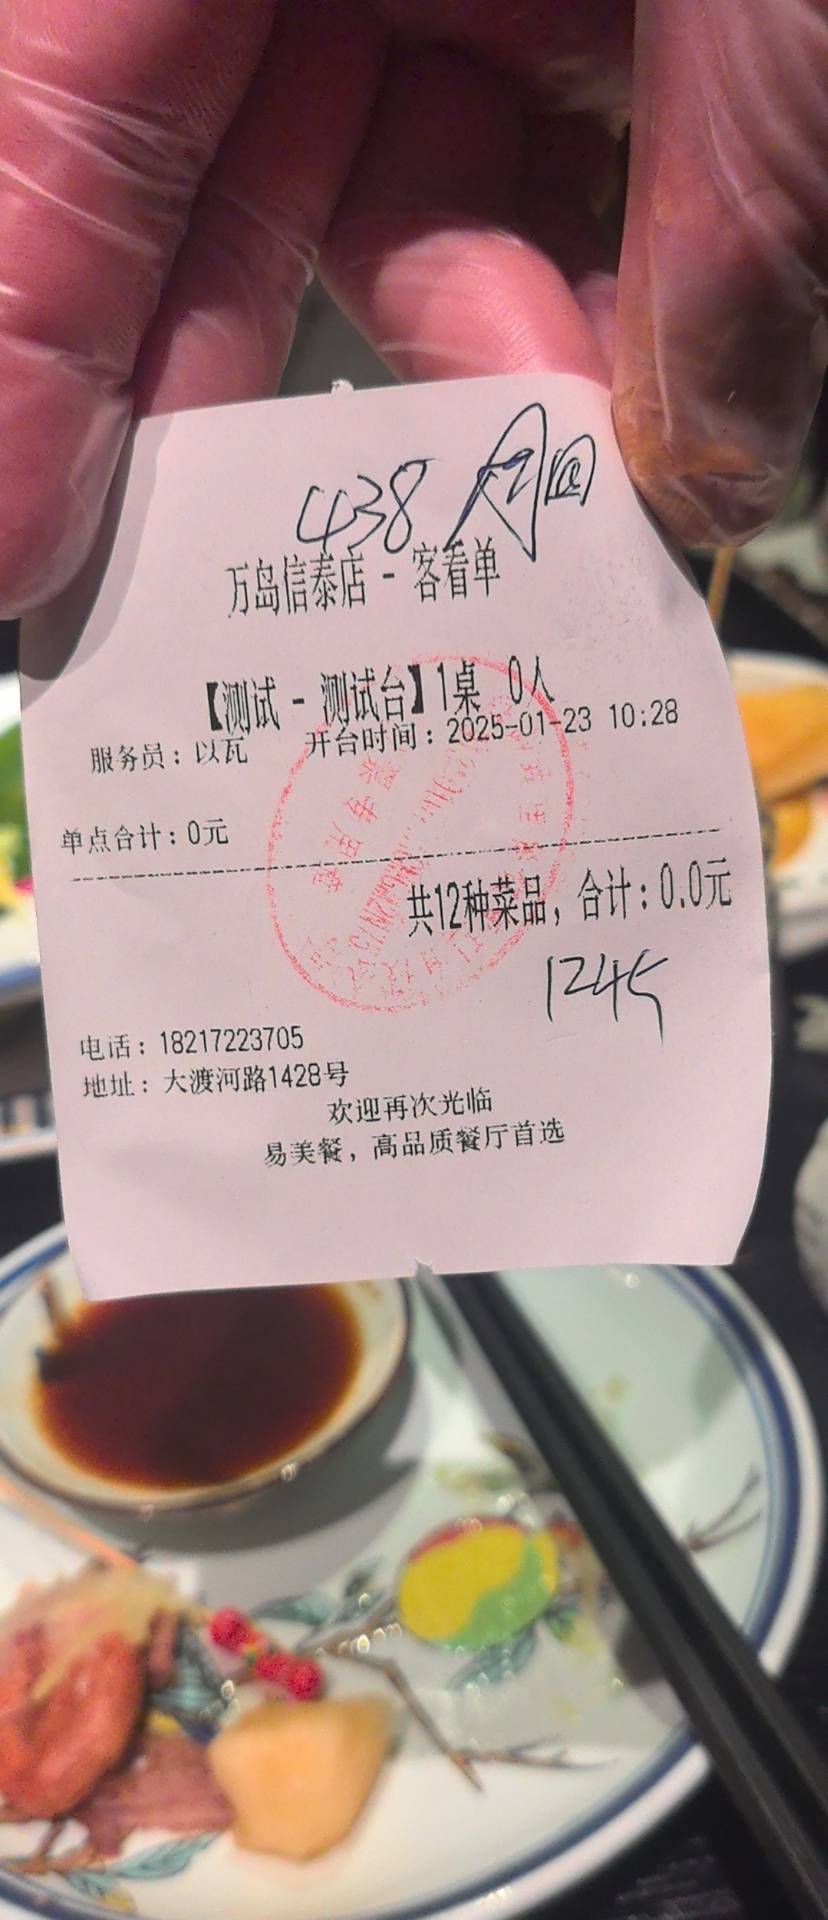 438
万岛信泰店 - 客看单
【测试 - 测试台】1桌 0人
服务员：以瓦 开台时间：2025-01-23 10:28
单点合计：0元
共12种菜品，合计：0.0元
1245
电话：18217223705
地址：大渡河路1428号
欢迎再次光临
易美餐，高品质餐厅首选